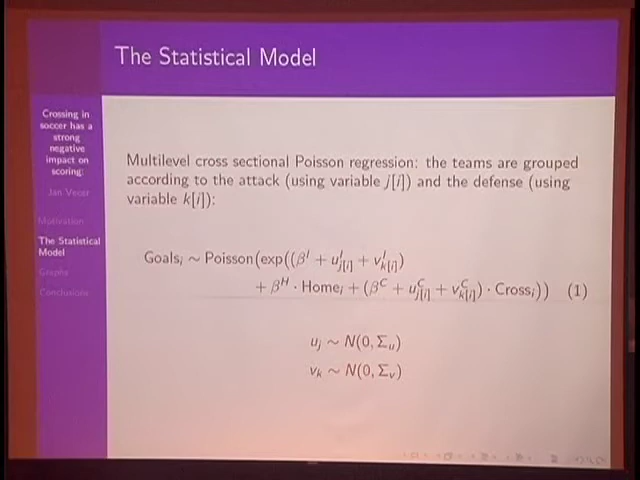 The Statistical Model
Crossing in
soccer has a
strong
negative
impact on
scoring:
Jan Vecer
Motivation
The Statistical
Model
Graphs
Conclusions
Multilevel cross sectional Poisson regression: the teams are grouped
according to the attack (using variable j[i]) and the defense (using
variable k[i]):
Goals_i ~ Poisson(exp((β^I + u^I_{j[i]} + v^I_{k[i]})
+ β^H · Home_i + (β^C + u^C_{j[i]} + v^C_{k[i]}) · Cross_i)) (1)
u_j ~ N(0, Σ_u)
v_k ~ N(0, Σ_v)